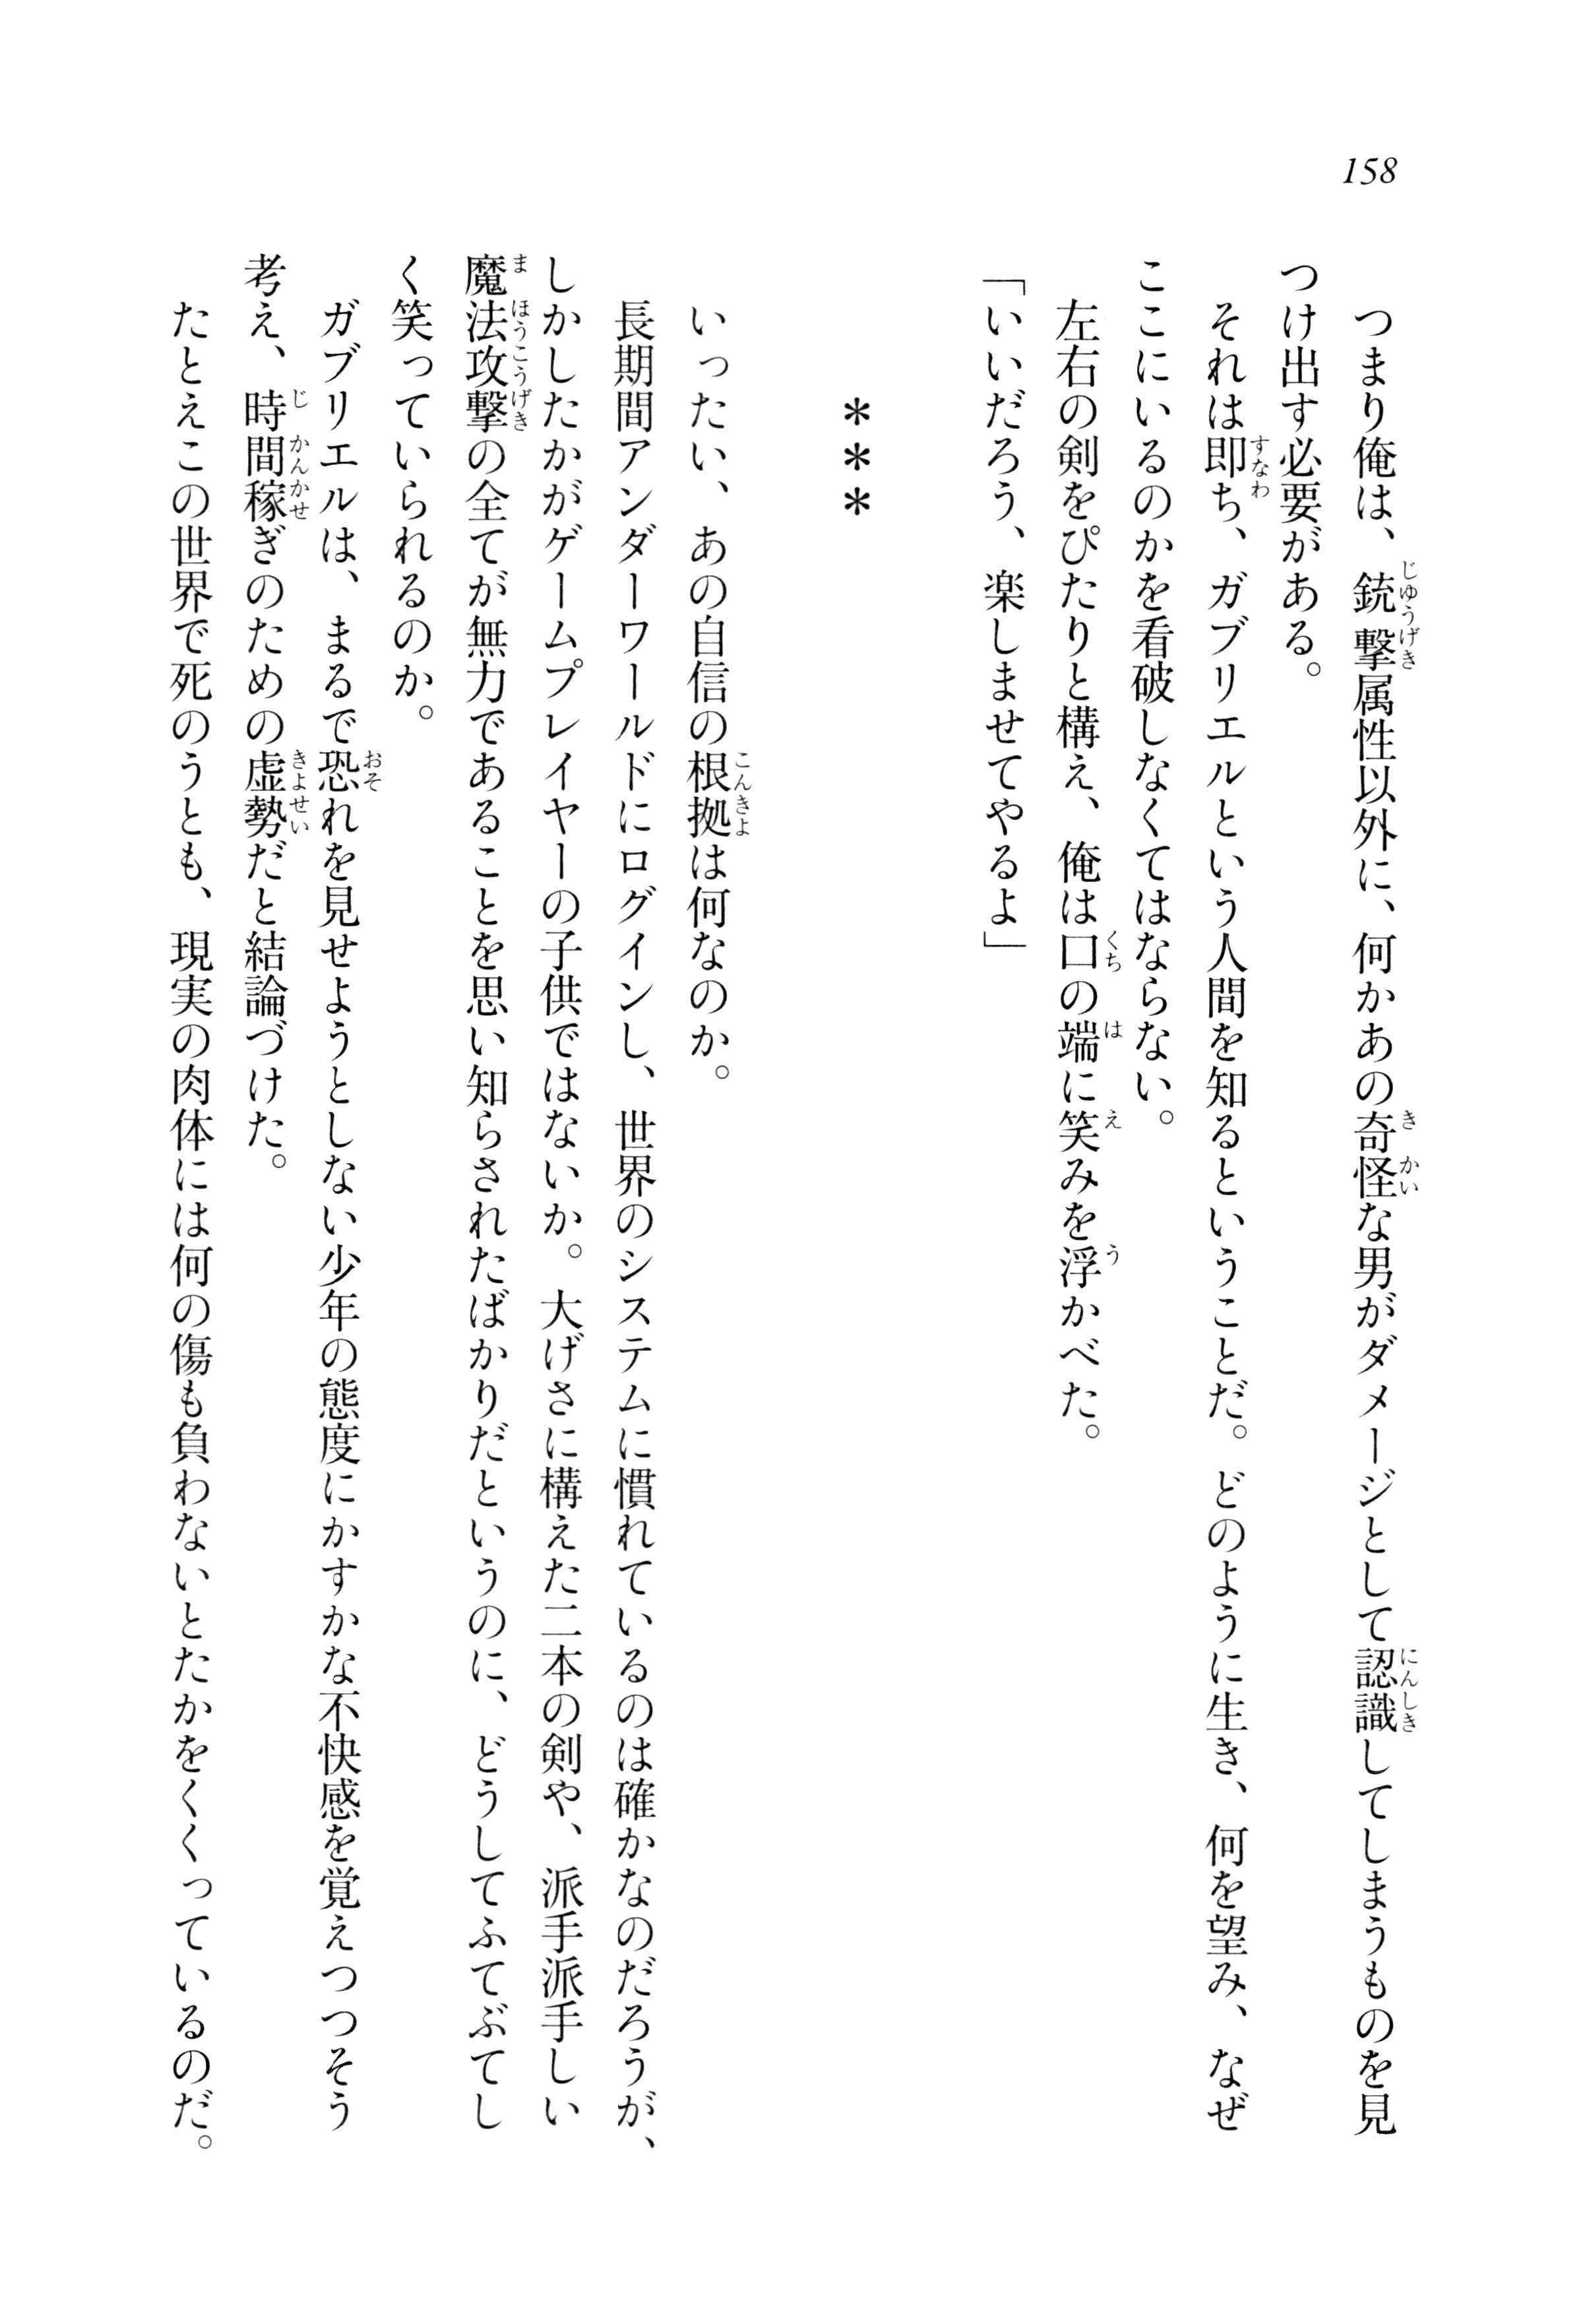 158
つまり俺は、銃撃属性以外に、何かあの奇怪な男がダメージとして認識してしまうものを見
つけ出す必要がある。
それは即ち、ガブリエルという人間を知るということだ。どのように生き、何を望み、なぜ
ここにいるのかを看破しなくてはならない。
左右の剣をぴたりと構え、俺は口の端に笑みを浮かべた。
「いいだろう、楽しませてやるよ」
＊＊＊
いったい、あの自信の根拠は何なのか。
長期間アンダーワールドにログインし、世界のシステムに慣れているのは確かなのだろうが、
しかしたかがゲームプレイヤーの子供ではないか。大げさに構えた二本の剣や、派手派手しい
魔法攻撃の全てが無力であることを思い知らされたばかりだというのに、どうしてふてぶてし
く笑っていられるのか。
ガブリエルは、まるで恐れを見せようとしない少年の態度にかすかな不快感を覚えつつそう
考え、時間稼ぎのための虚勢だと結論づけた。
たとえこの世界で死のうとも、現実の肉体には何の傷も負わないとたかをくくっているのだ。